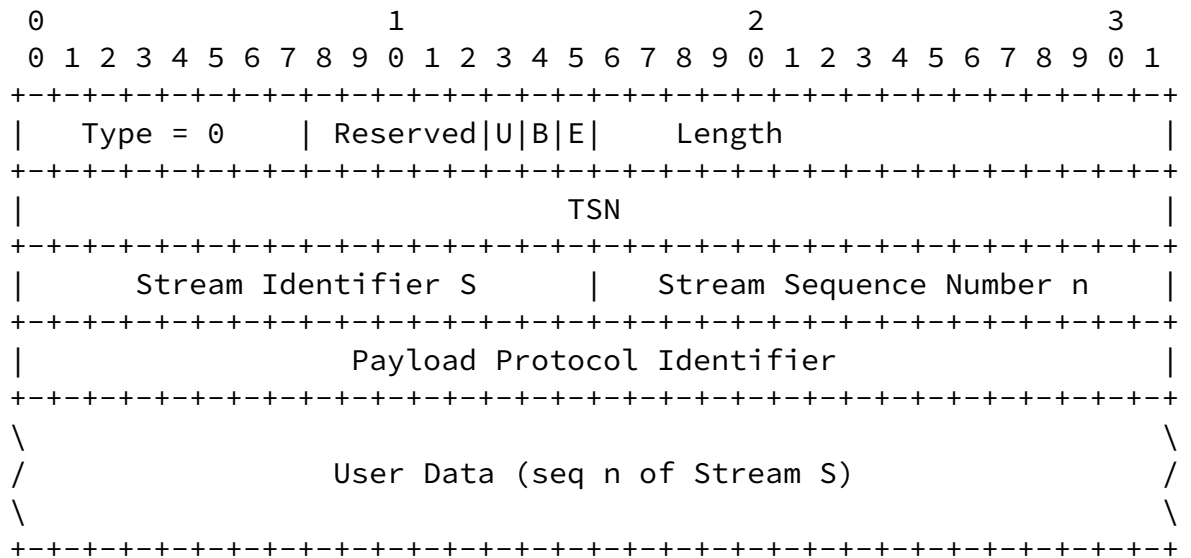 0                   1                   2                   3
 0 1 2 3 4 5 6 7 8 9 0 1 2 3 4 5 6 7 8 9 0 1 2 3 4 5 6 7 8 9 0 1
+-+-+-+-+-+-+-+-+-+-+-+-+-+-+-+-+-+-+-+-+-+-+-+-+-+-+-+-+-+-+-+-+
|   Type = 0    | Reserved|U|B|E|    Length                     |
+-+-+-+-+-+-+-+-+-+-+-+-+-+-+-+-+-+-+-+-+-+-+-+-+-+-+-+-+-+-+-+-+
|                              TSN                              |
+-+-+-+-+-+-+-+-+-+-+-+-+-+-+-+-+-+-+-+-+-+-+-+-+-+-+-+-+-+-+-+-+
|      Stream Identifier S      |   Stream Sequence Number n    |
+-+-+-+-+-+-+-+-+-+-+-+-+-+-+-+-+-+-+-+-+-+-+-+-+-+-+-+-+-+-+-+-+
|                  Payload Protocol Identifier                  |
+-+-+-+-+-+-+-+-+-+-+-+-+-+-+-+-+-+-+-+-+-+-+-+-+-+-+-+-+-+-+-+-+
\                                                               \
/                 User Data (seq n of Stream S)                 /
\                                                               \
+-+-+-+-+-+-+-+-+-+-+-+-+-+-+-+-+-+-+-+-+-+-+-+-+-+-+-+-+-+-+-+-+